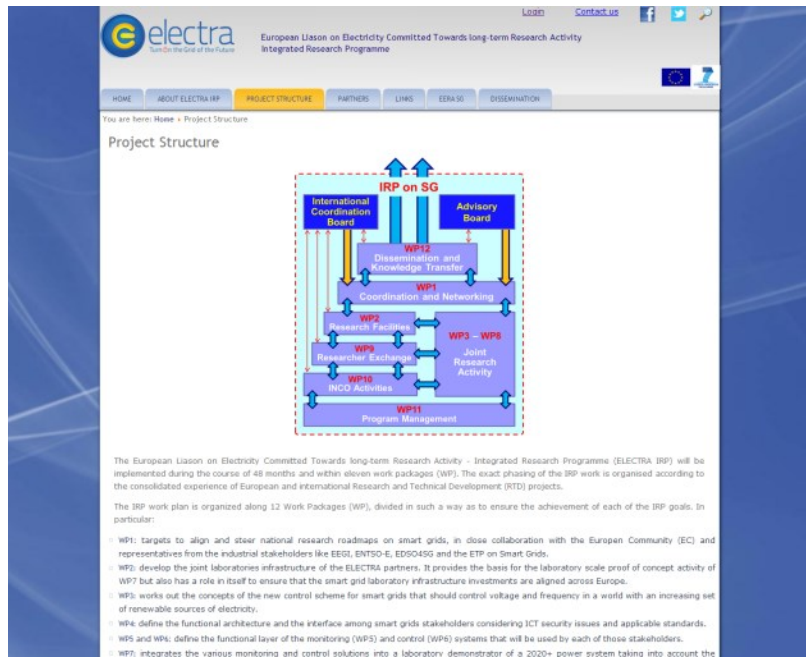 Login
Contact us
electra
TurnOn the Grid of the Future
European Liason on Electricity Committed Towards long-term Research Activity
Integrated Research Programme
HOME
ABOUT ELECTRA IRP
PROJECT STRUCTURE
PARTNERS
LINKS
EERA SG
DISSEMINATION
You are here: Home » Project Structure
Project Structure
IRP on SG
International
Coordination
Board
Advisory
Board
WP12
Dissemination and
Knowledge Transfer
WP1
Coordination and Networking
WP2
Research Facilities
WP3 – WP8
Joint
Research
Activity
WP9
Researcher Exchange
WP10
INCO Activities
WP11
Program Management
The European Liason on Electricity Committed Towards long-term Research Activity - Integrated Research Programme (ELECTRA IRP) will be
implemented during the course of 48 months and within eleven work packages (WP). The exact phasing of the IRP work is organised according to
the consolidated experience of European and international Research and Technical Development (RTD) projects.
The IRP work plan is organized along 12 Work Packages (WP), divided in such a way as to ensure the achievement of each of the IRP goals. In
particular:
WP1: targets to align and steer national research roadmaps on smart grids, in close collaboration with the Europen Community (EC) and
representatives from the industrial stakeholders like EEGI, ENTSO-E, EDSO4SG and the ETP on Smart Grids.
WP2: develop the joint laboratories infrastructure of the ELECTRA partners. It provides the basis for the laboratory scale proof of concept activity of
WP7 but also has a role in itself to ensure that the smart grid laboratory infrastructure investments are aligned across Europe.
WP3: works out the concepts of the new control scheme for smart grids that should control voltage and frequency in a world with an increasing set
of renewable sources of electricity.
WP4: define the functional architecture and the interface among smart grids stakeholders considering ICT security issues and applicable standards.
WP5 and WP6: define the functional layer of the monitoring (WP5) and control (WP6) systems that will be used by each of those stakeholders.
WP7: integrates the various monitoring and control solutions into a laboratory demonstrator of a 2020+ power system taking into account the